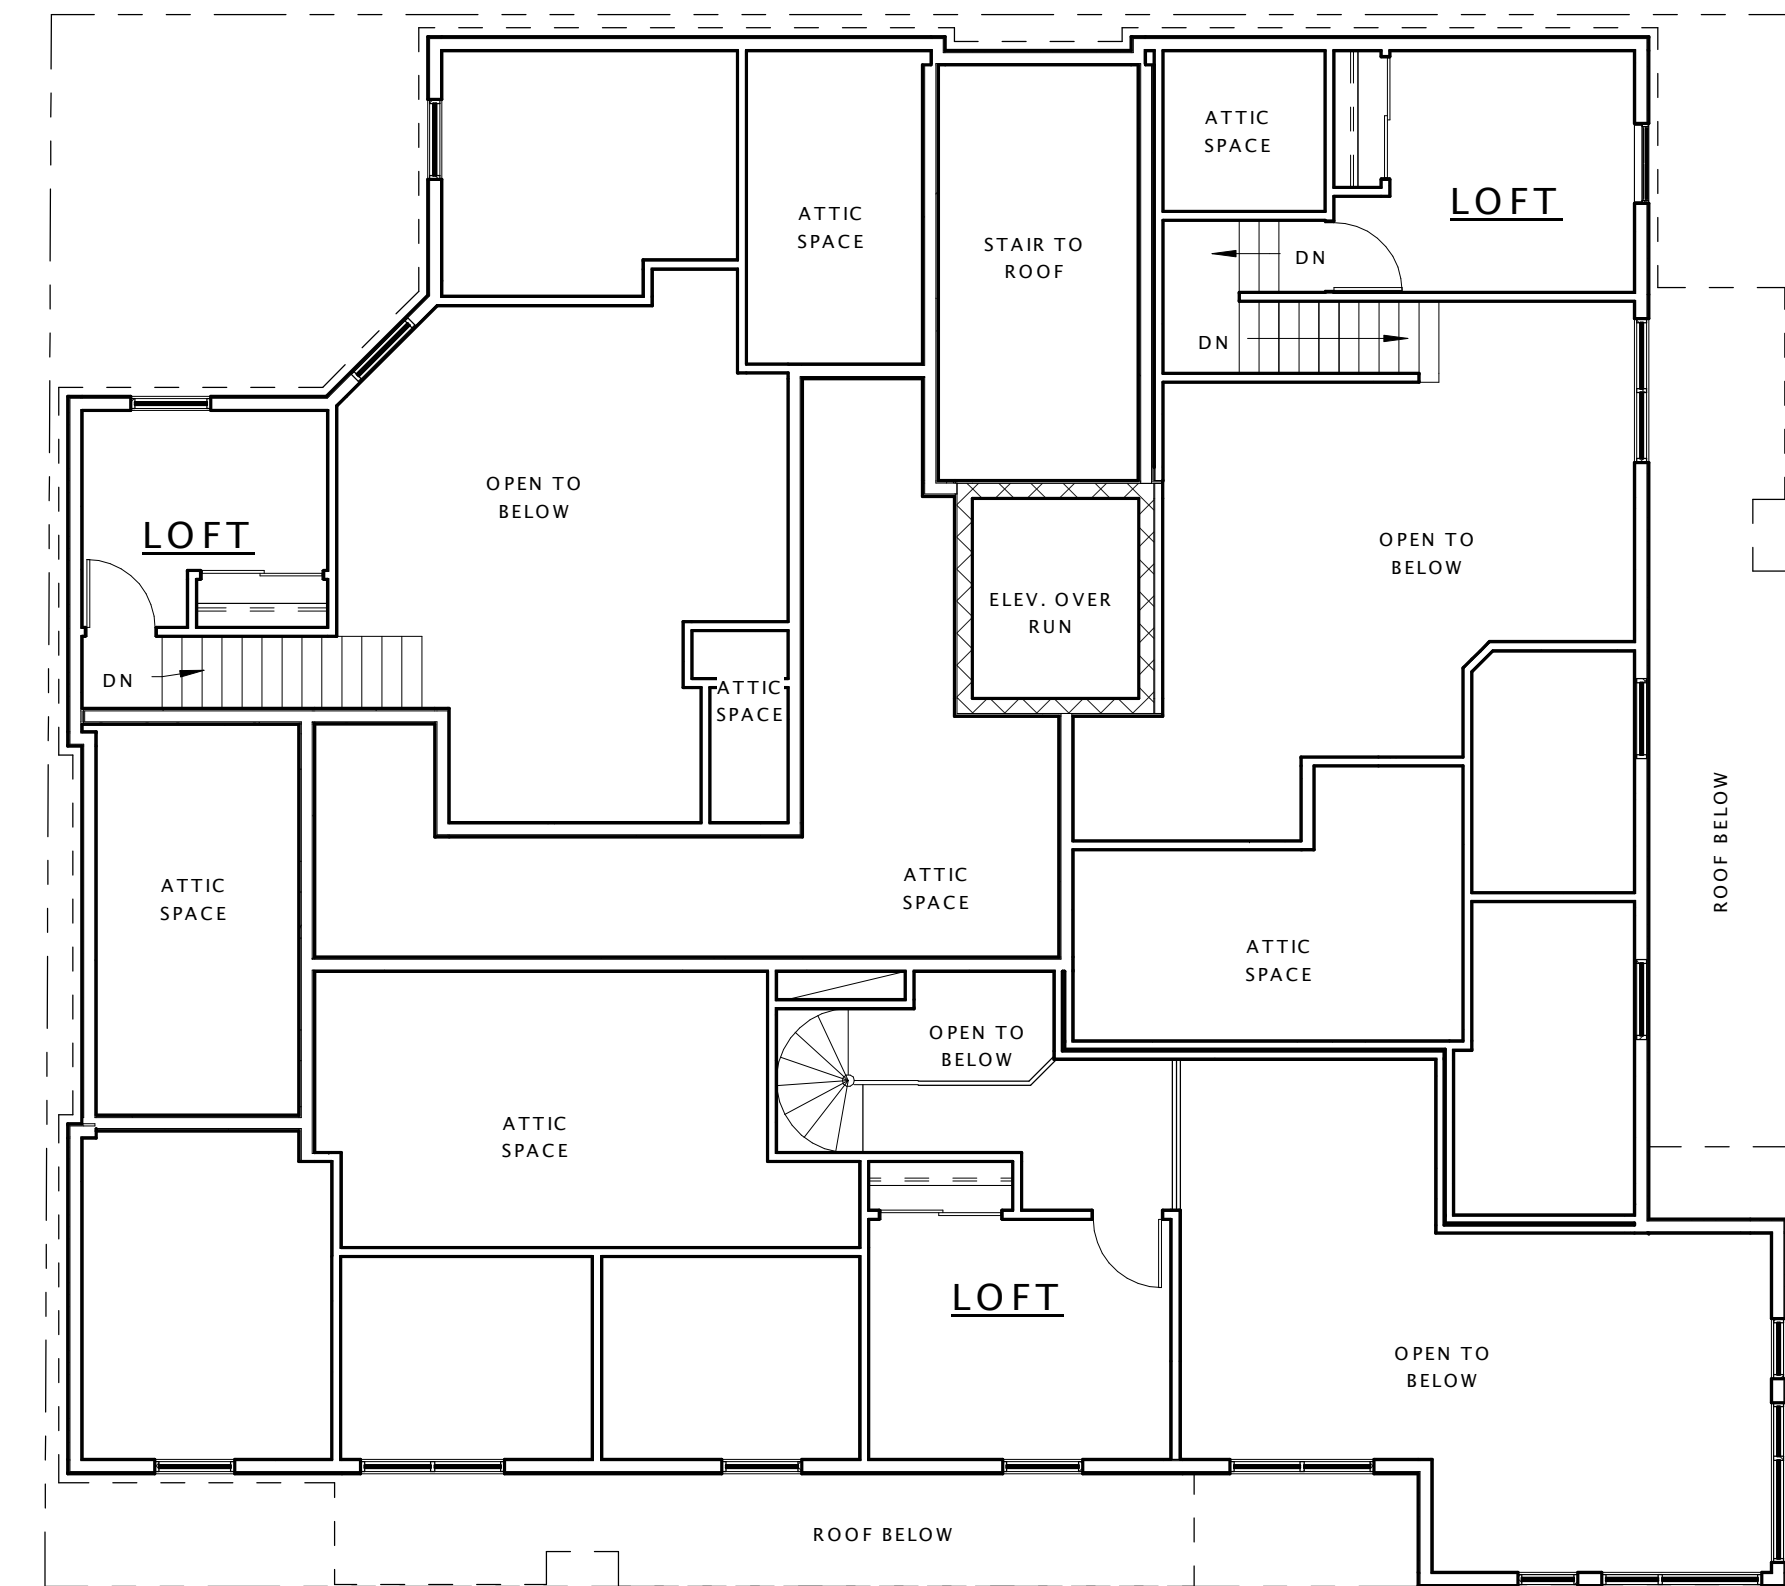 ATTIC
SPACE
LOFT
ATTIC
SPACE
STAIR TO
ROOF
DN
DN
OPEN TO
BELOW
LOFT
OPEN TO
BELOW
ELEV. OVER
RUN
DN
ATTIC
SPACE
ROOF BELOW
ATTIC
SPACE
ATTIC
SPACE
ATTIC
SPACE
OPEN TO
BELOW
ATTIC
SPACE
LOFT
OPEN TO
BELOW
ROOF BELOW